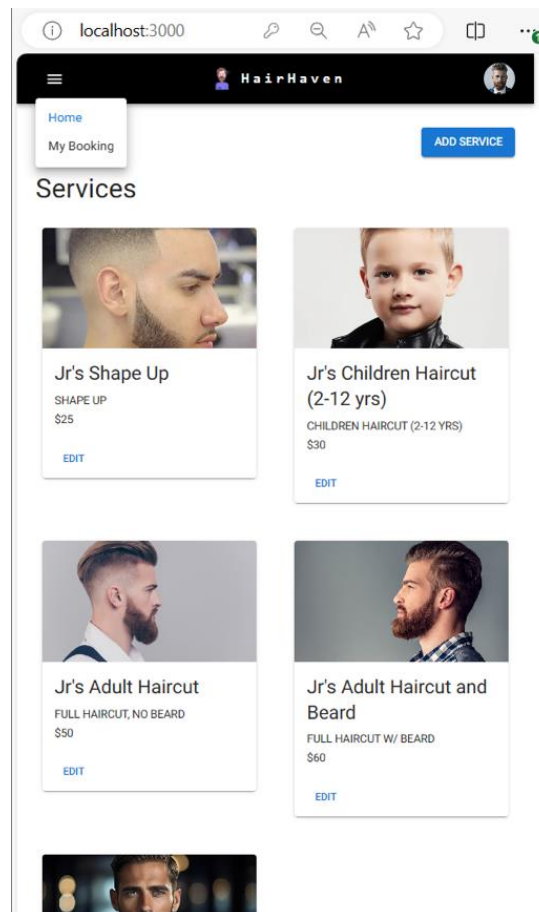 localhost:3000
HairHaven
Home
My Booking
ADD SERVICE
Services
Jr's Shape Up
SHAPE UP
$25
EDIT
Jr's Children Haircut
(2-12 yrs)
CHILDREN HAIRCUT (2-12 YRS)
$30
EDIT
Jr's Adult Haircut
FULL HAIRCUT, NO BEARD
$50
EDIT
Jr's Adult Haircut and
Beard
FULL HAIRCUT W/ BEARD
$60
EDIT